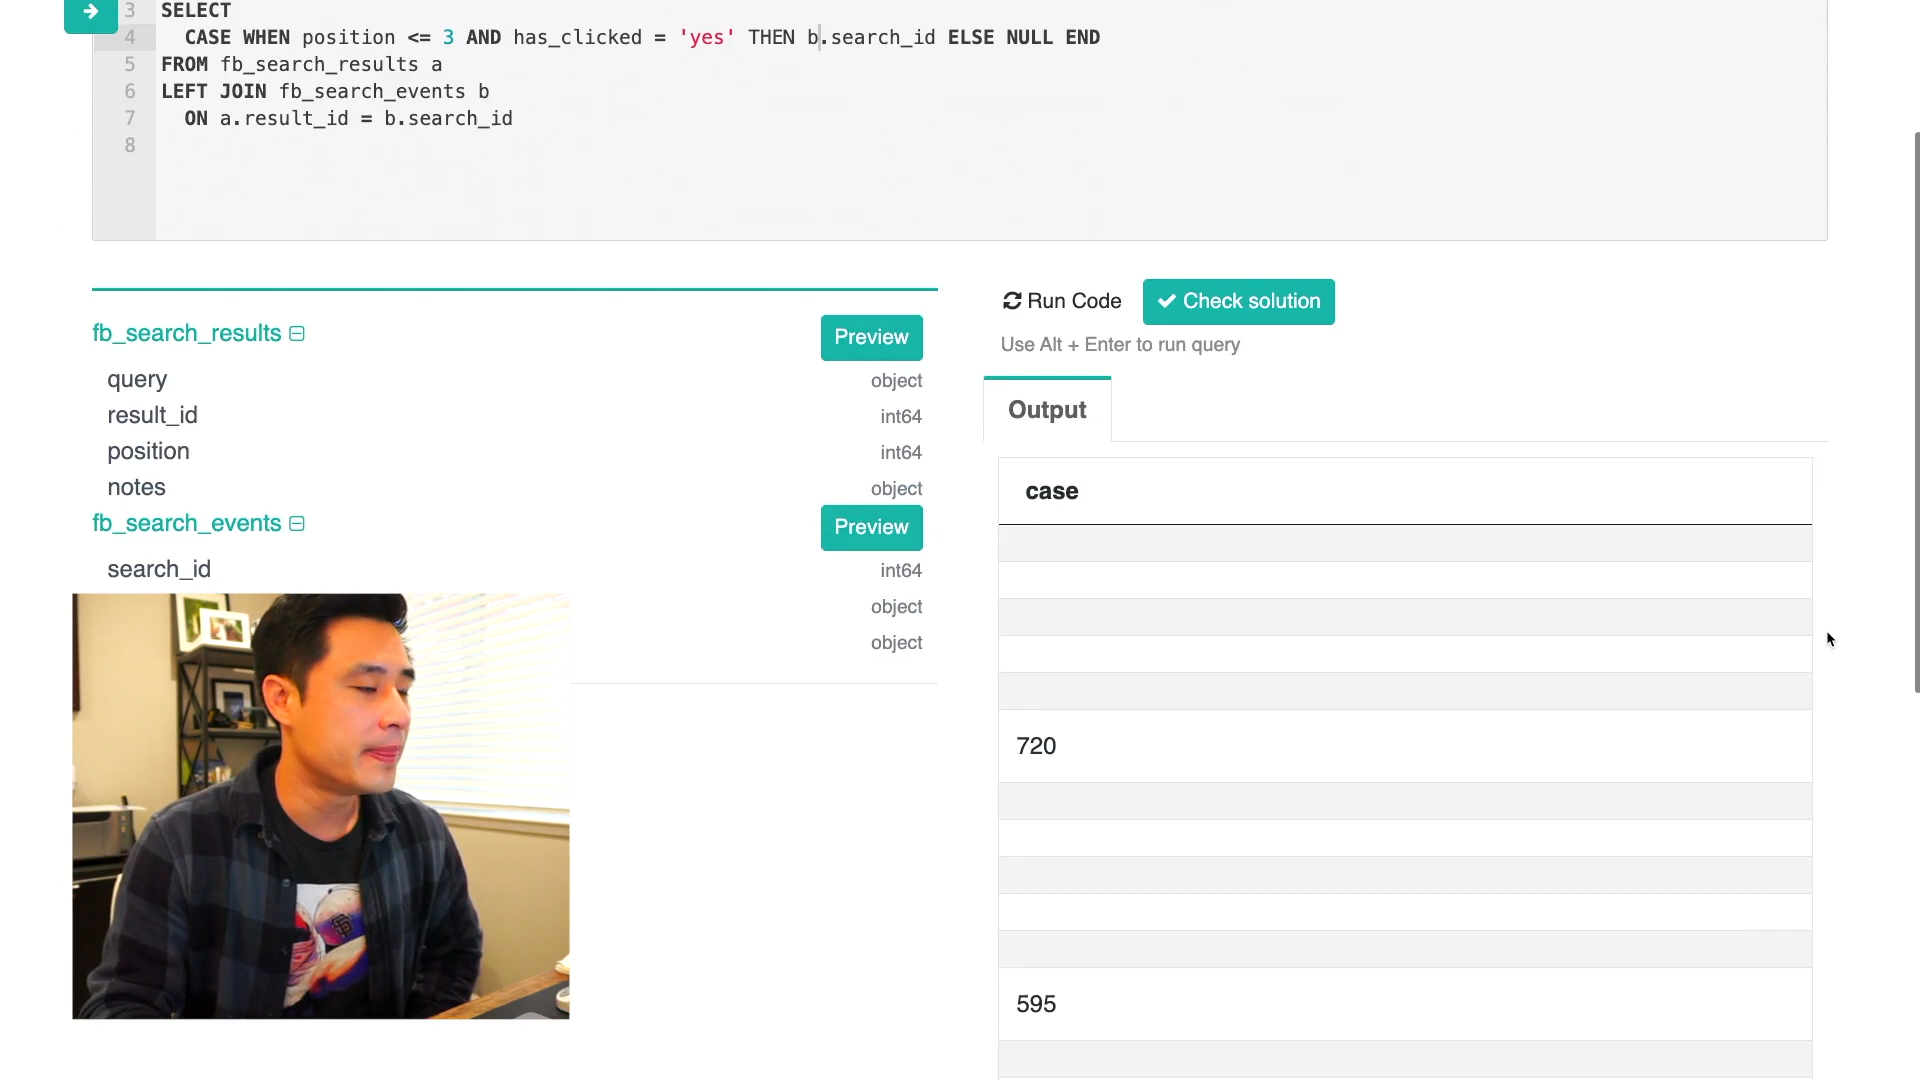 3 SELECT
4 CASE WHEN position <= 3 AND has_clicked = 'yes' THEN b.search_id ELSE NULL END
5 FROM fb_search_results a
6 LEFT JOIN fb_search_events b
7 ON a.result_id = b.search_id
8
Run Code Check solution
Use Alt + Enter to run query
fb_search_results Preview
query object
result_id int64
position int64
notes object
fb_search_events Preview
search_id int64
object
object
Output
case
720
595